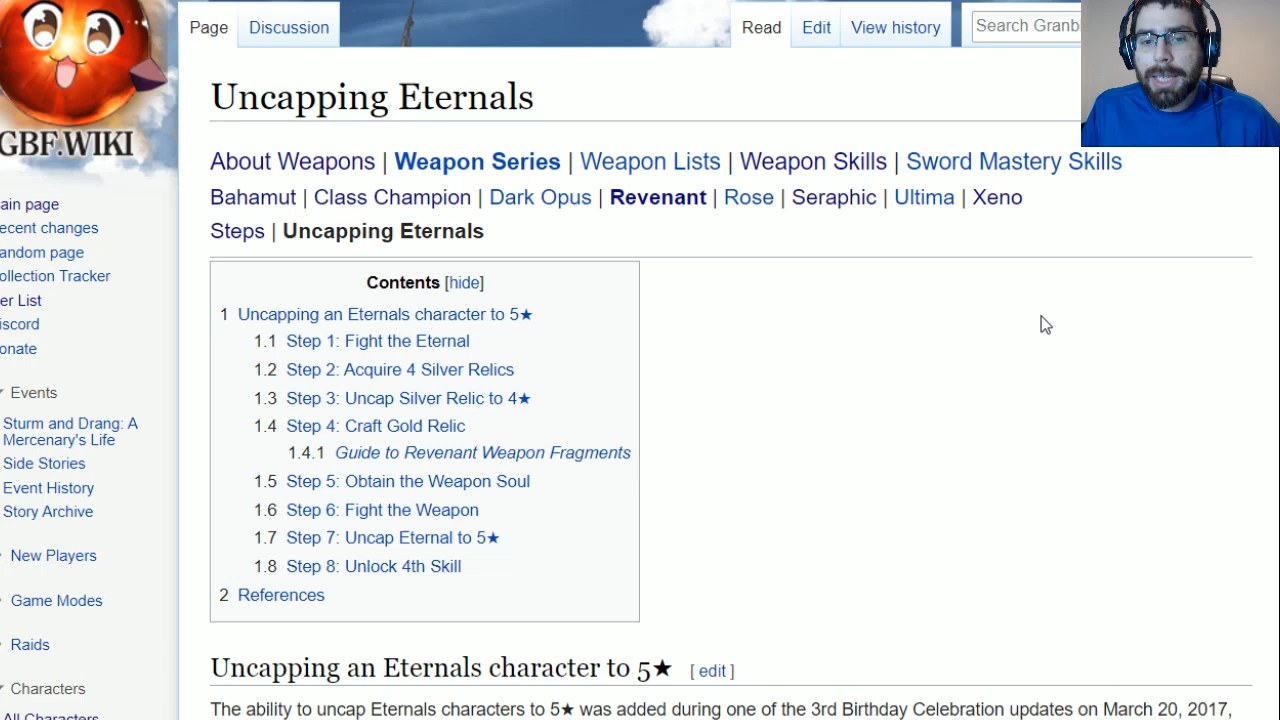 Page
Discussion
Read
Edit
View history
Search Granb
GBF.WIKI
Uncapping Eternals
About Weapons | Weapon Series | Weapon Lists | Weapon Skills | Sword Mastery Skills
Bahamut | Class Champion | Dark Opus | Revenant | Rose | Seraphic | Ultima | Xeno
Steps | Uncapping Eternals
ain page
ecent changes
andom page
ollection Tracker
er List
iscord
onate
Events
Sturm and Drang: A
Mercenary's Life
Side Stories
Event History
Story Archive
New Players
Game Modes
Raids
Characters
All Characters
Contents [hide]
1 Uncapping an Eternals character to 5★
1.1 Step 1: Fight the Eternal
1.2 Step 2: Acquire 4 Silver Relics
1.3 Step 3: Uncap Silver Relic to 4★
1.4 Step 4: Craft Gold Relic
1.4.1 Guide to Revenant Weapon Fragments
1.5 Step 5: Obtain the Weapon Soul
1.6 Step 6: Fight the Weapon
1.7 Step 7: Uncap Eternal to 5★
1.8 Step 8: Unlock 4th Skill
2 References
Uncapping an Eternals character to 5★ [ edit ]
The ability to uncap Eternals characters to 5★ was added during one of the 3rd Birthday Celebration updates on March 20, 2017,